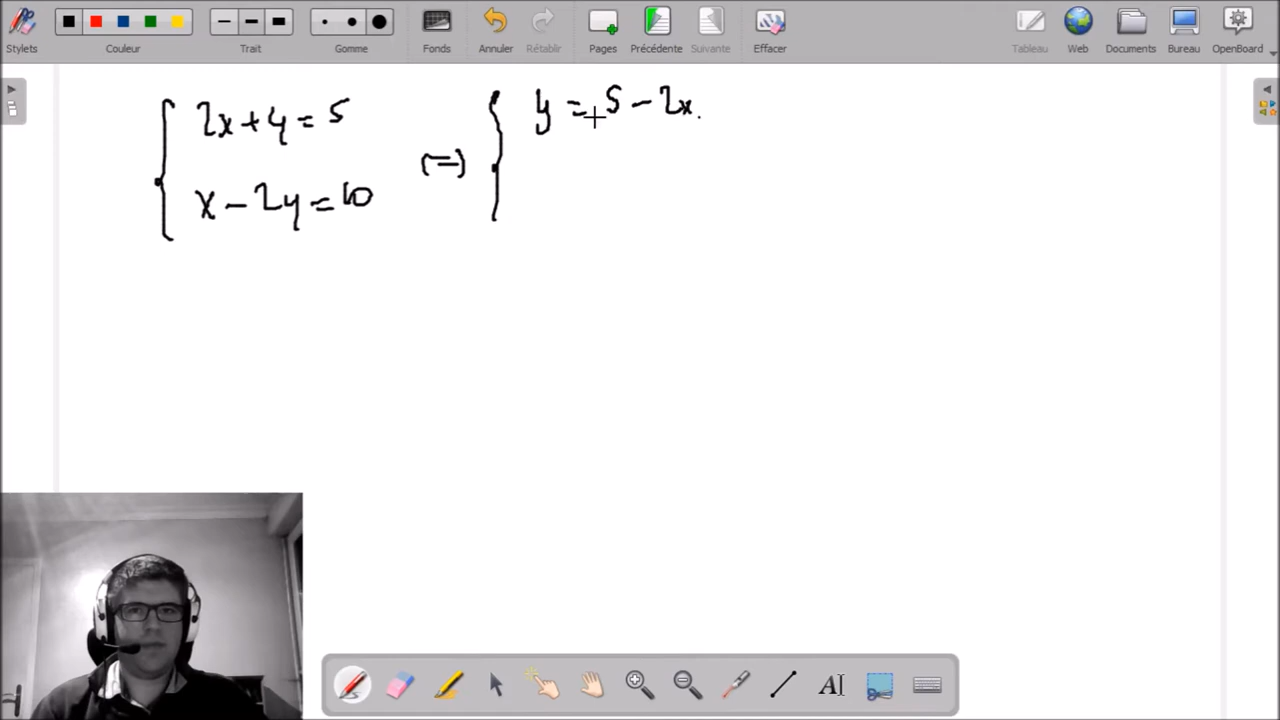 Stylets
Couleur
Trait
Gomme
Fonds
Annuler
Rétablir
Pages
Précédente
Suivante
Effacer
Tableau
Web
Documents
Bureau
OpenBoard
2x + y = 5
x - 2y = 10
⇔
y = 5 - 2x
AI